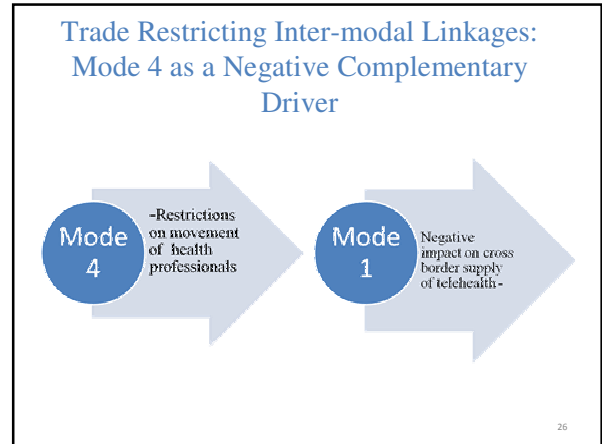 Trade Restricting Inter-modal Linkages:
Mode 4 as a Negative Complementary
Driver
Mode
4
-Restrictions
on movement
of health
professionals
Mode
1
Negative
impact on cross
border supply
of telehealth-
26